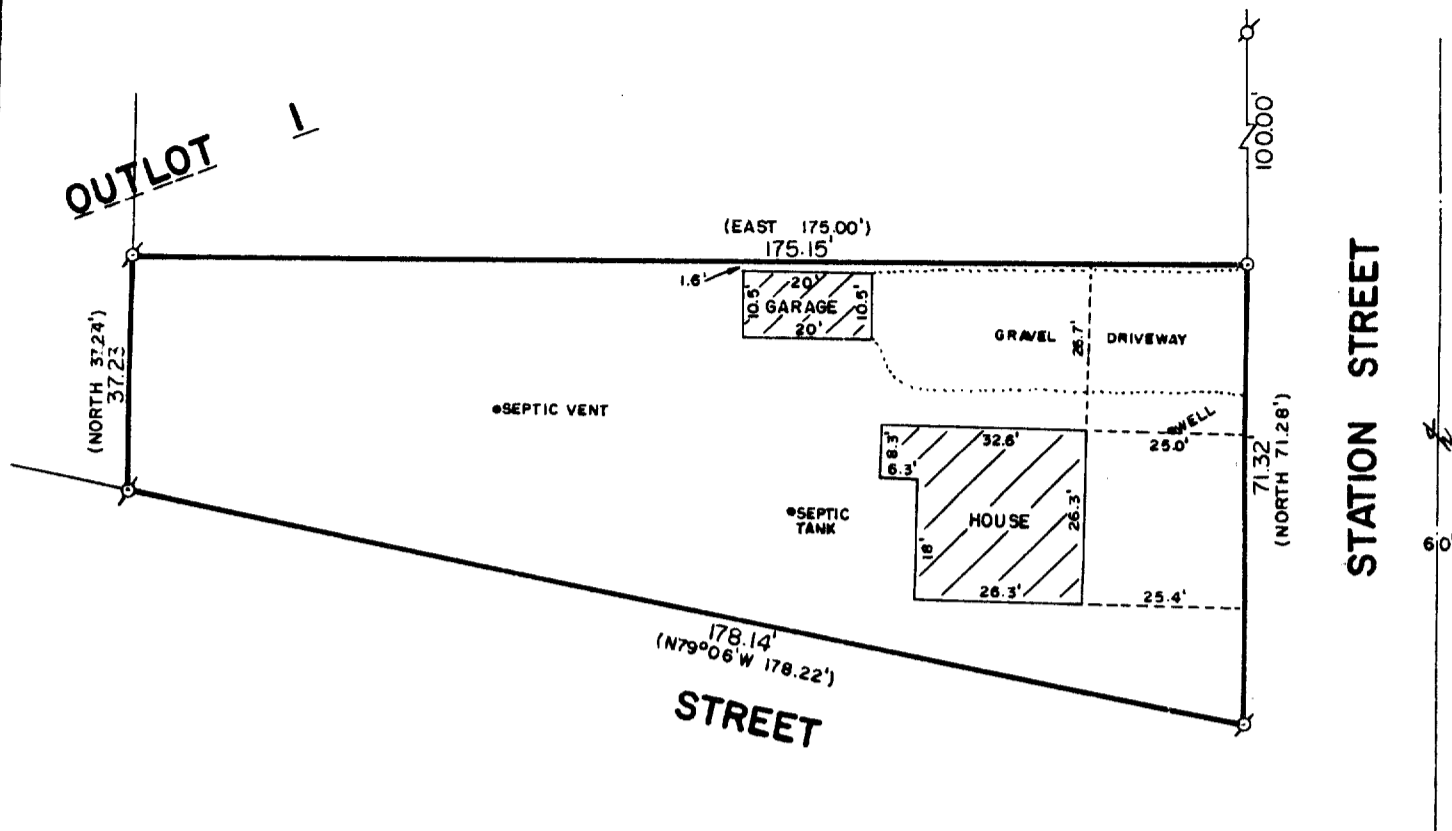 OUTLOT 1
100.00'
(EAST 175.00')
175.15'
1.6'
20'
10.5'
GARAGE
10.5'
20'
GRAVEL DRIVEWAY
26.7'
(NORTH 37.24')
37.23
SEPTIC VENT
WELL
25.0'
32.6'
8.3'
6.3'
HOUSE
26.3'
18'
26.3'
SEPTIC
TANK
25.4'
71.32
(NORTH 71.28')
STATION STREET
60'
178.14'
(N79°06'W 178.22')
STREET